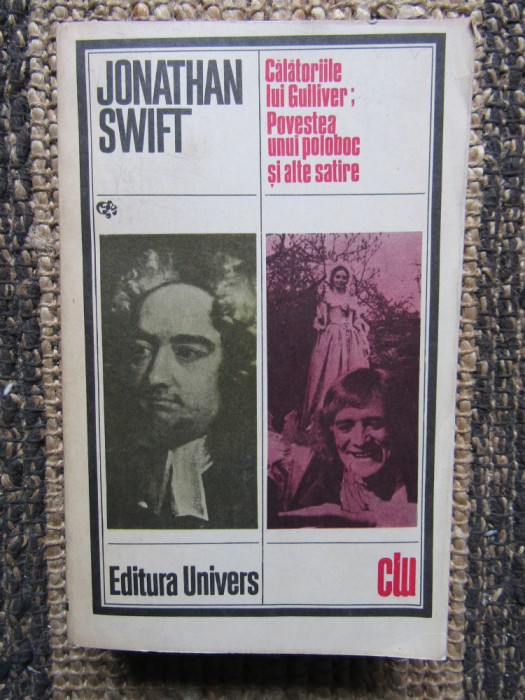 JONATHAN
SWIFT
Călătoriile
lui Gulliver;
Povestea
unui poloboc
și alte satire
Editura Univers
clu